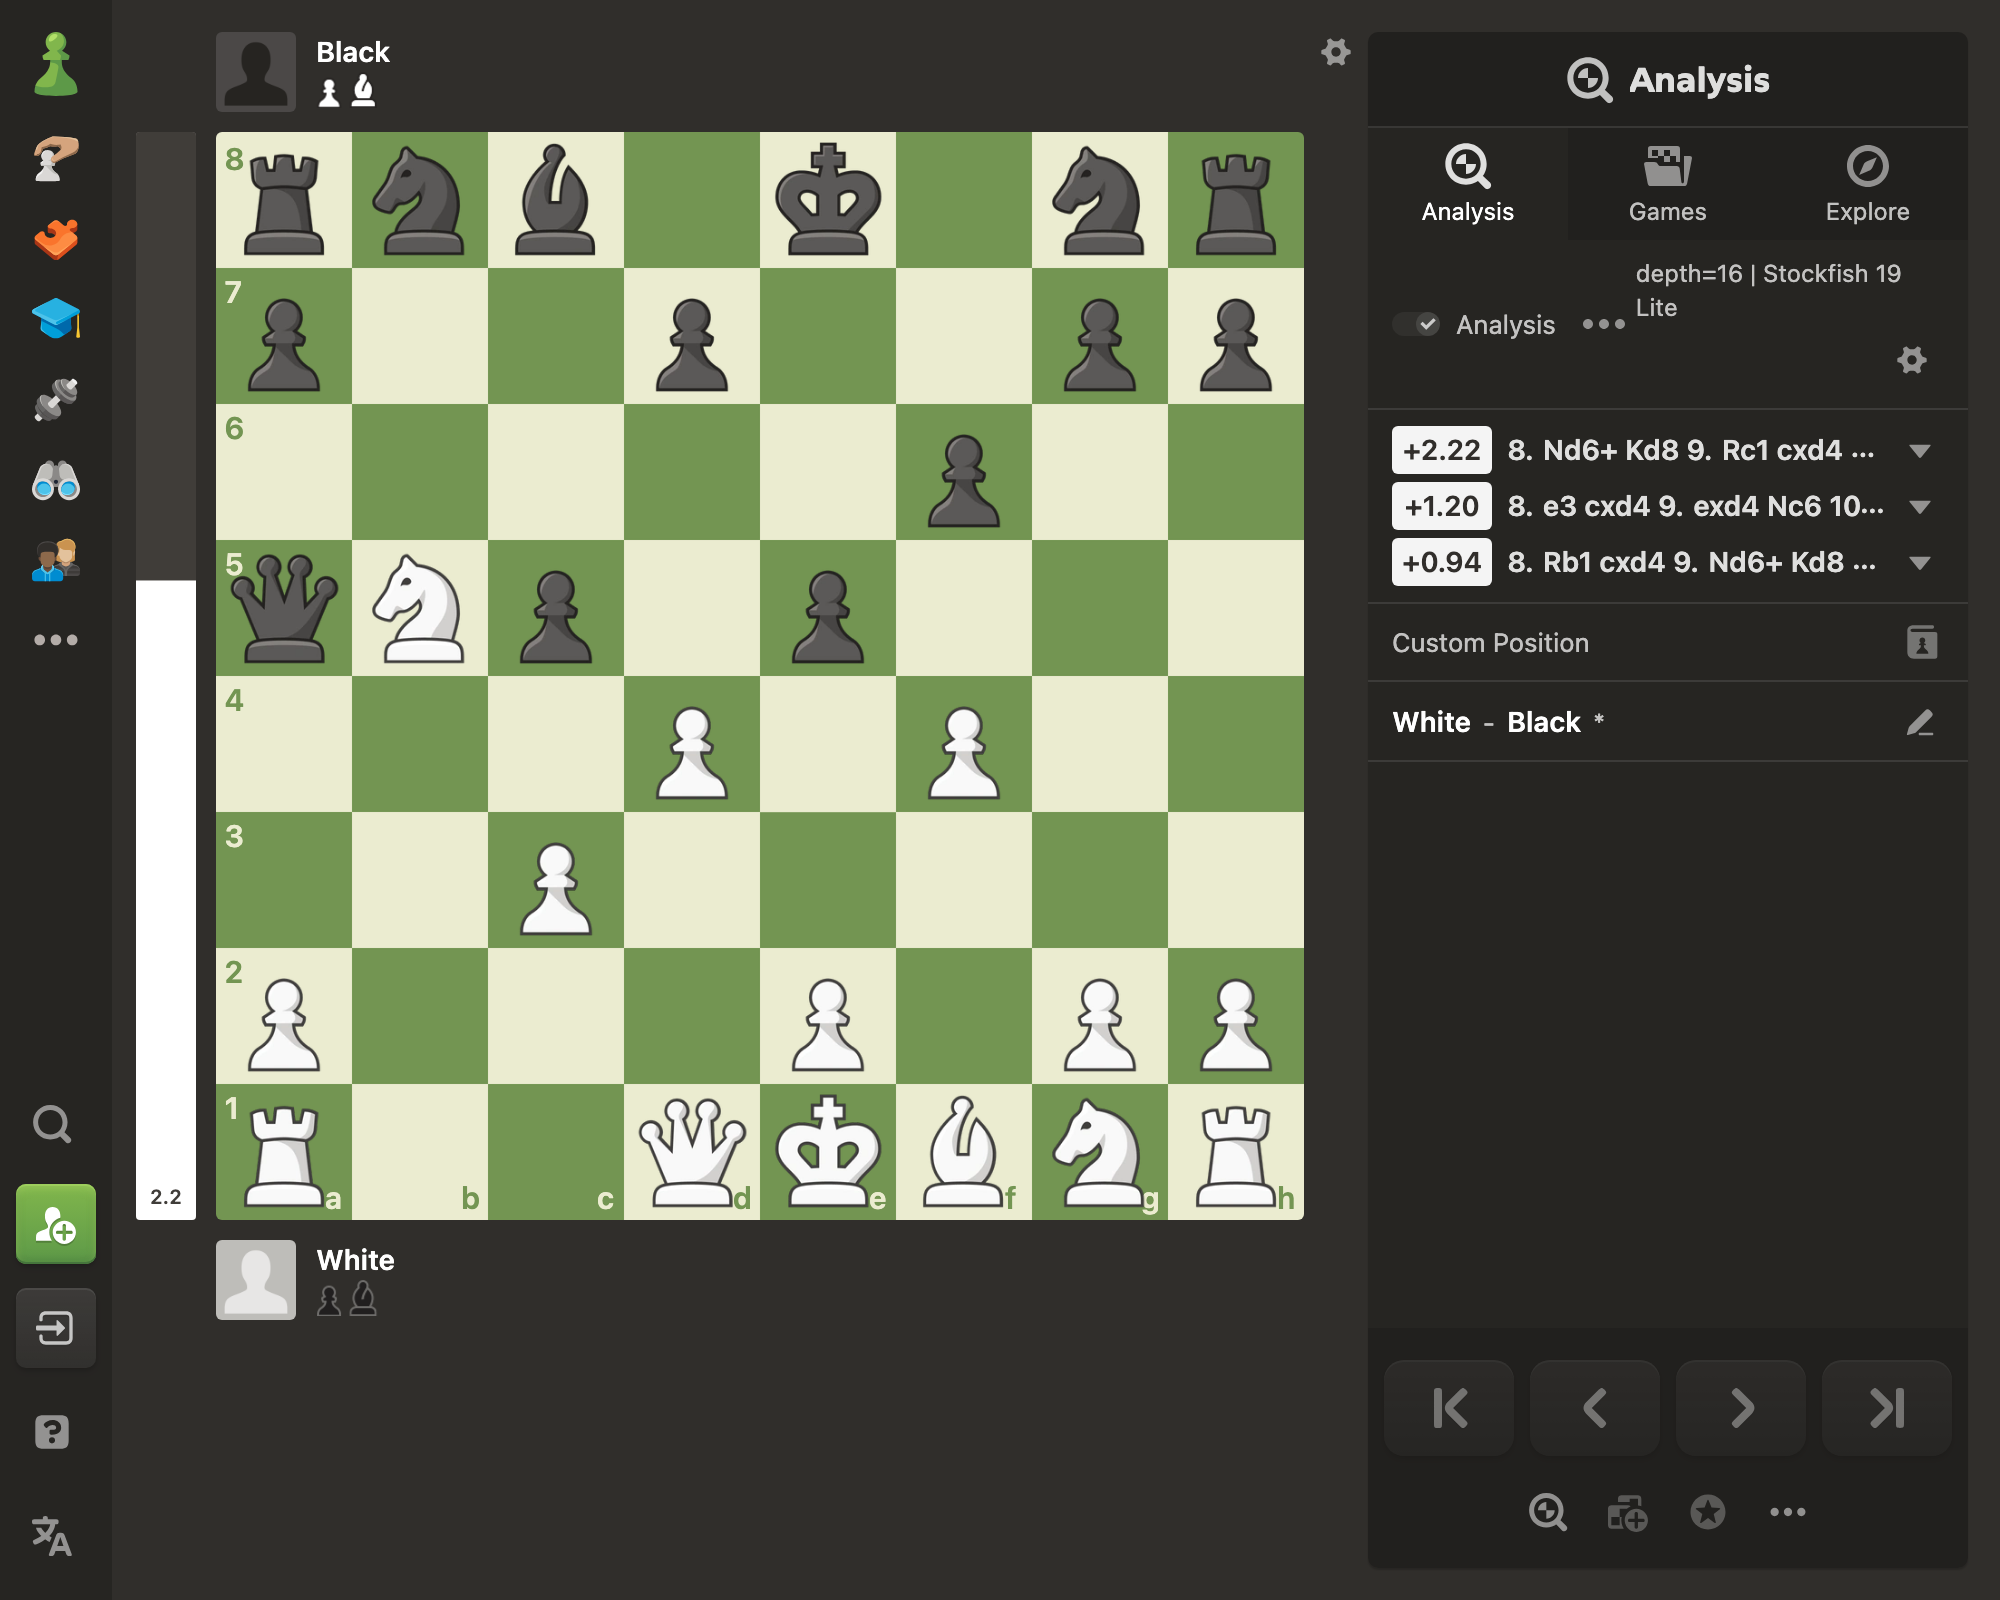 Black
Analysis
Analysis
Games
Explore
depth=16 | Stockfish 19
Lite
Analysis
+2.22 8. Nd6+ Kd8 9. Rc1 cxd4 ...
+1.20 8. e3 cxd4 9. exd4 Nc6 10...
+0.94 8. Rb1 cxd4 9. Nd6+ Kd8 ...
Custom Position
White - Black *
8
7
6
5
4
3
2
1
a b c d e f g h
2.2
White